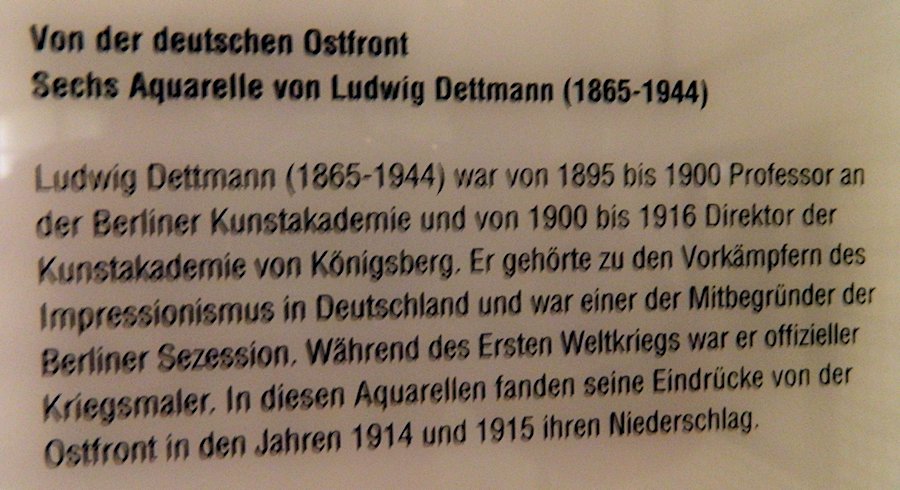 Von der deutschen Ostfront
Sechs Aquarelle von Ludwig Dettmann (1865-1944)
Ludwig Dettmann (1865-1944) war von 1895 bis 1900 Professor an
der Berliner Kunstakademie und von 1900 bis 1916 Direktor der
Kunstakademie von Königsberg. Er gehörte zu den Vorkämpfern des
Impressionismus in Deutschland und war einer der Mitbegründer der
Berliner Sezession. Während des Ersten Weltkriegs war er offizieller
Kriegsmaler. In diesen Aquarellen fanden seine Eindrücke von der
Ostfront in den Jahren 1914 und 1915 ihren Niederschlag.